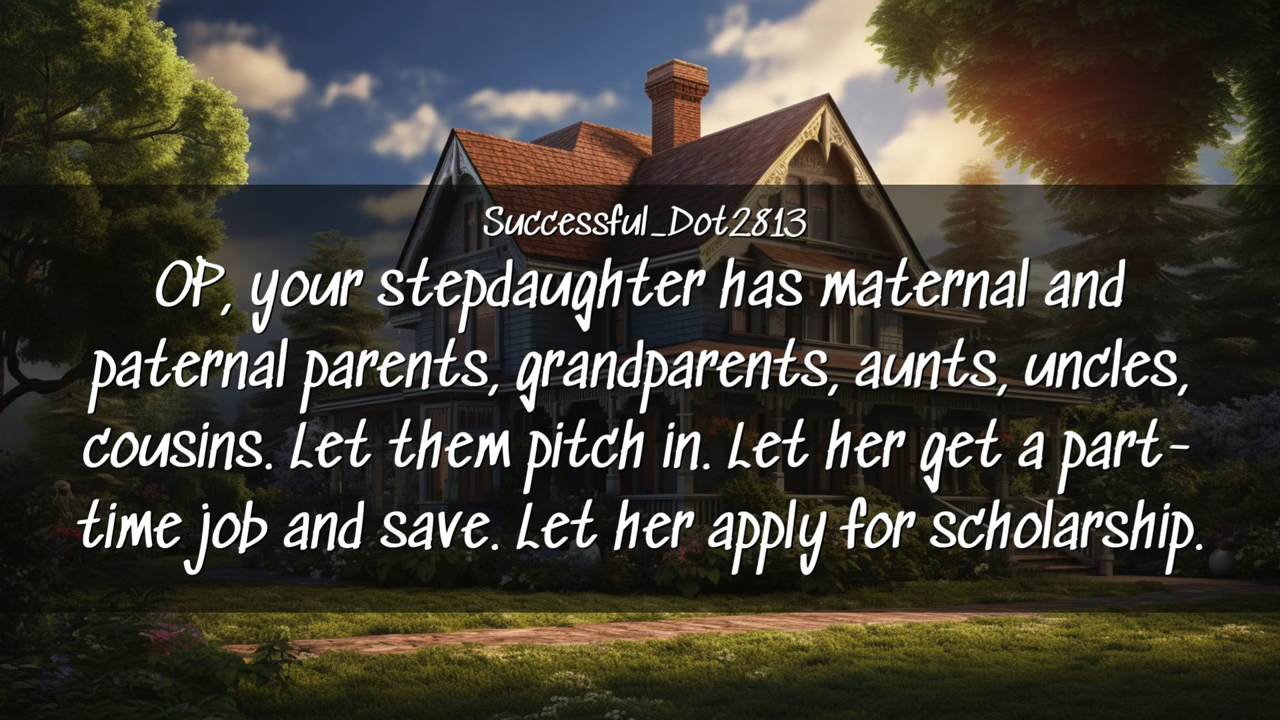 Successful_Dot2813
OP, your stepdaughter has maternal and
paternal parents, grandparents, aunts, uncles,
cousins. Let them pitch in. Let her get a part-
time job and save. Let her apply for scholarship.